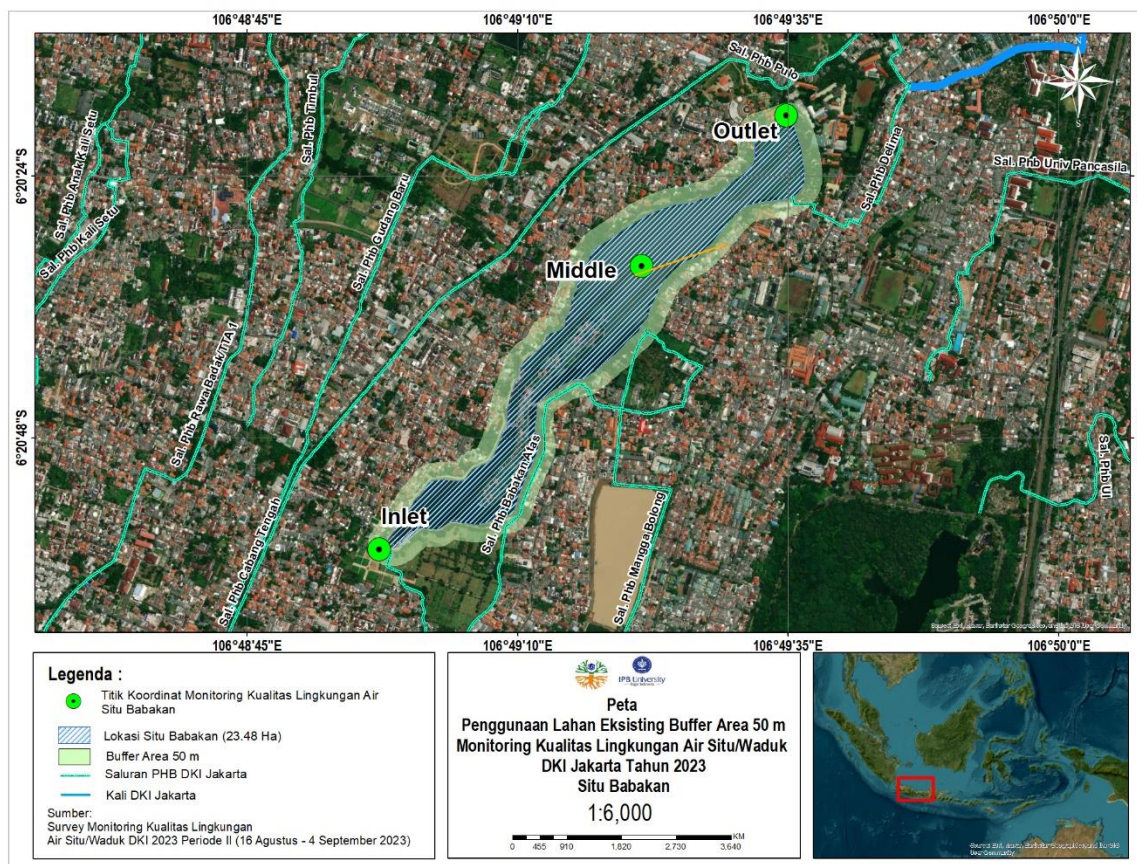 106°48'45"E
106°49'10"E
106°49'35"E
106°50'0"E
6°20'24"S
6°20'48"S
N
S
Sal. Phb Pulo
Outlet
Sal. Phb Timbul
Sal. Phb Anak Kali Setu
Sal. Phb Kali Setu
Sal. Phb Gudang Baru
Sal. Phb Delima
Sal. Phb Univ Pancasila
Middle
Sal. Phb Rawa Badak/ITA 1
Sal. Phb Babakan Atas
Sal. Phb UI
Inlet
Sal. Phb Cabang Tengah
Sal. Phb Mangga Bolong
106°48'45"E
106°49'10"E
106°49'35"E
106°50'0"E
Legenda :
Titik Koordinat Monitoring Kualitas Lingkungan Air
Situ Babakan
Lokasi Situ Babakan (23.48 Ha)
Buffer Area 50 m
Saluran PHB DKI Jakarta
Kali DKI Jakarta
Sumber:
Survey Monitoring Kualitas Lingkungan
Air Situ/Waduk DKI 2023 Periode II (16 Agustus - 4 September 2023)
IPB University
Peta
Penggunaan Lahan Eksisting Buffer Area 50 m
Monitoring Kualitas Lingkungan Air Situ/Waduk
DKI Jakarta Tahun 2023
Situ Babakan
1:6,000
KM
0 455 910 1,820 2,730 3,640